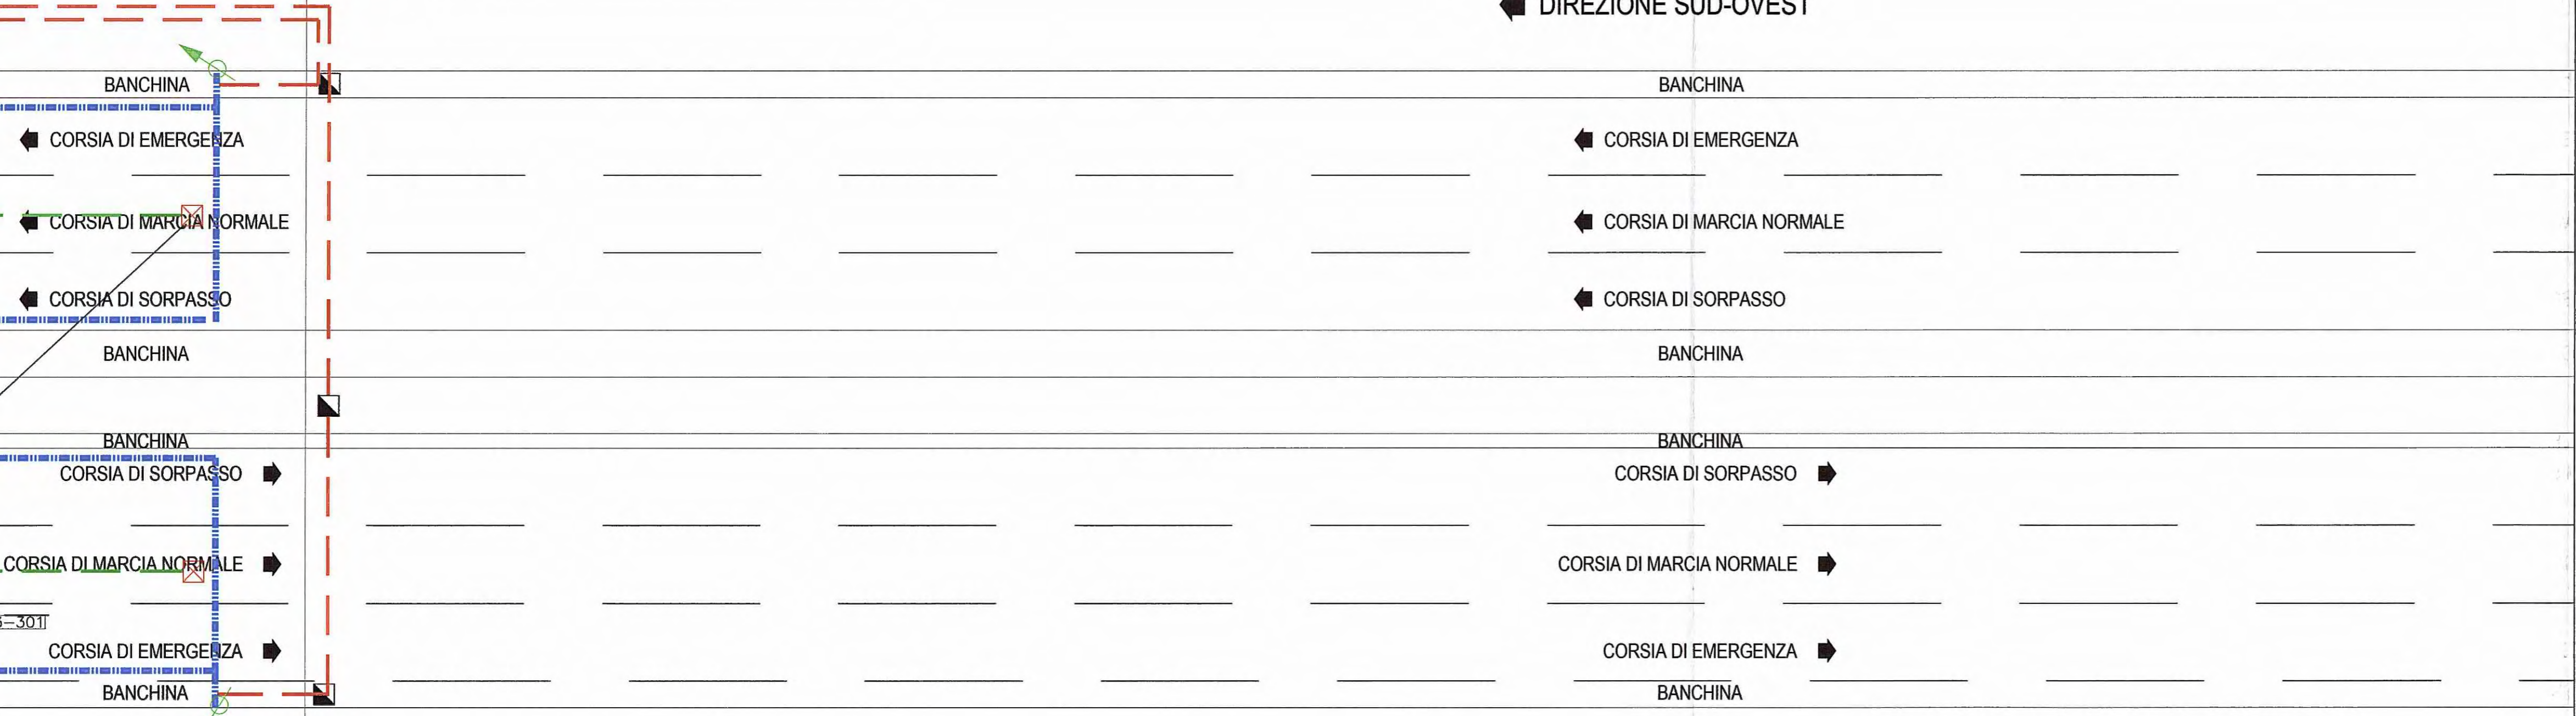 DIREZIONE SUD-OVEST
BANCHINA BANCHINA
CORSIA DI EMERGENZA CORSIA DI EMERGENZA
CORSIA DI MARCIA NORMALE CORSIA DI MARCIA NORMALE
CORSIA DI SORPASSO CORSIA DI SORPASSO
BANCHINA BANCHINA
BANCHINA BANCHINA
CORSIA DI SORPASSO CORSIA DI SORPASSO
CORSIA DI MARCIA NORMALE CORSIA DI MARCIA NORMALE
-301
CORSIA DI EMERGENZA CORSIA DI EMERGENZA
BANCHINA BANCHINA